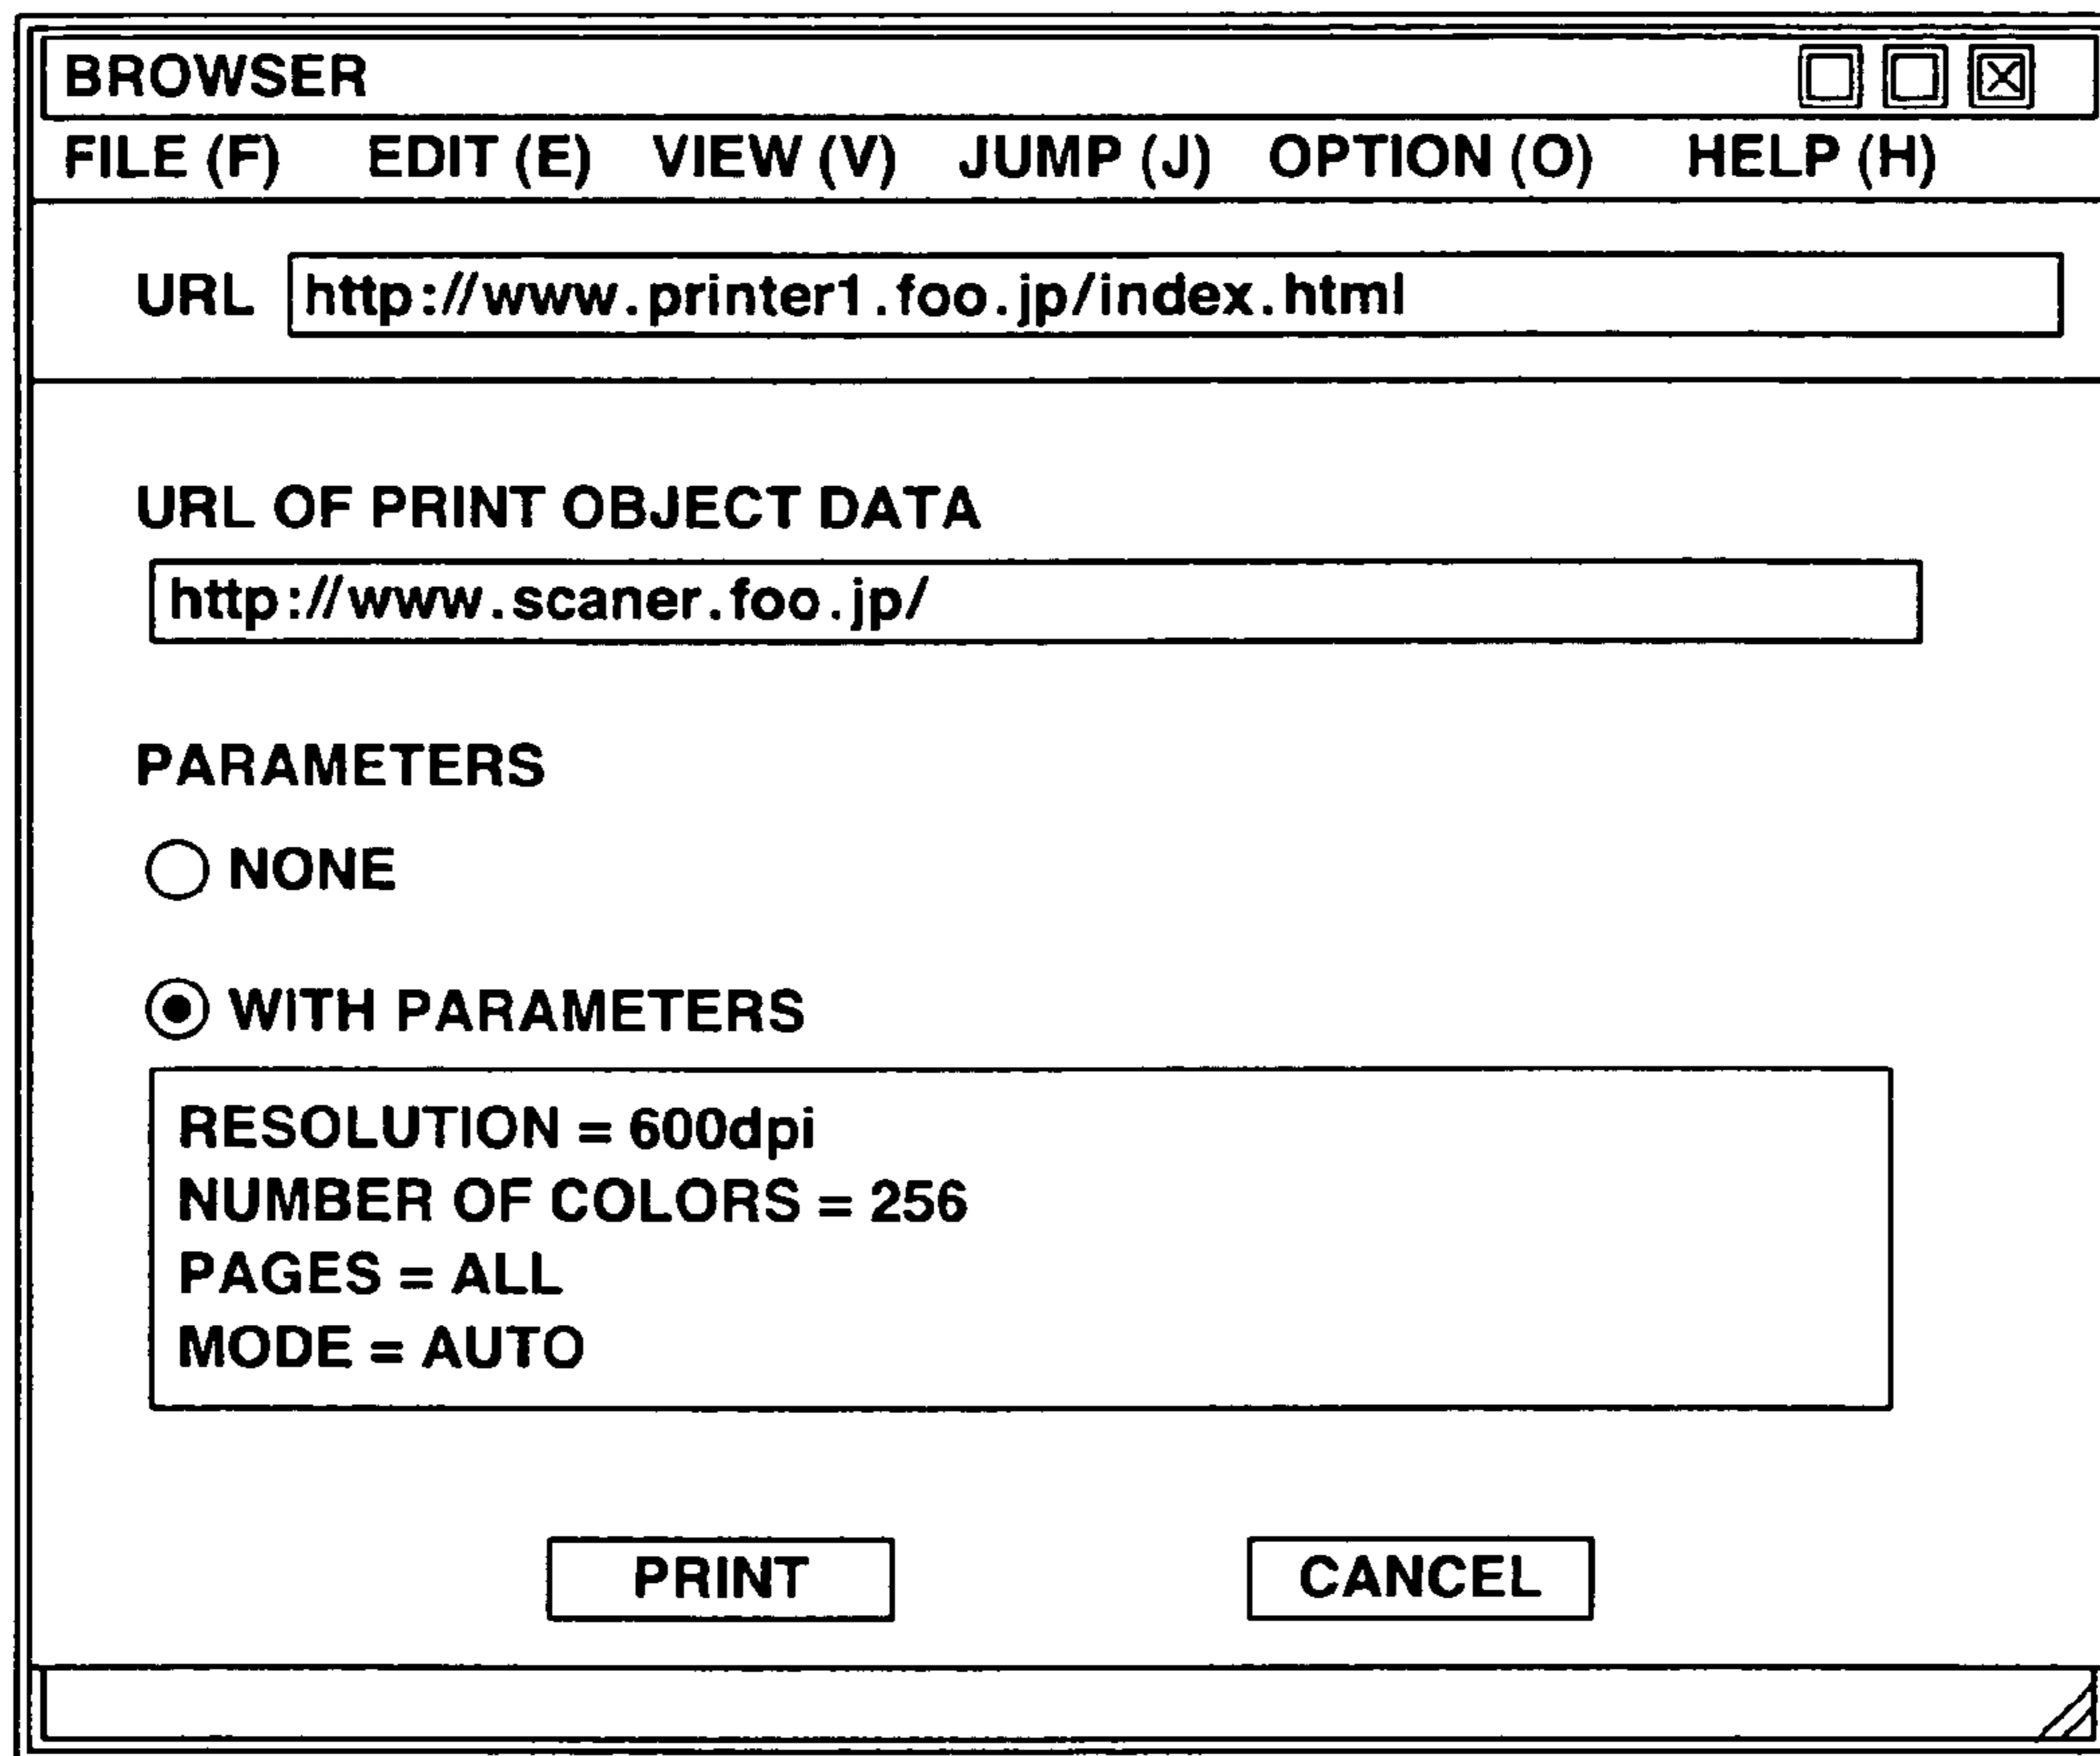 BROWSER
FILE (F) EDIT (E) VIEW (V) JUMP (J) OPTION (O) HELP (H)
URL http://www.printer1.foo.jp/index.html
URL OF PRINT OBJECT DATA
http://www.scaner.foo.jp/
PARAMETERS
NONE
WITH PARAMETERS
RESOLUTION = 600dpi
NUMBER OF COLORS = 256
PAGES = ALL
MODE = AUTO
PRINT CANCEL